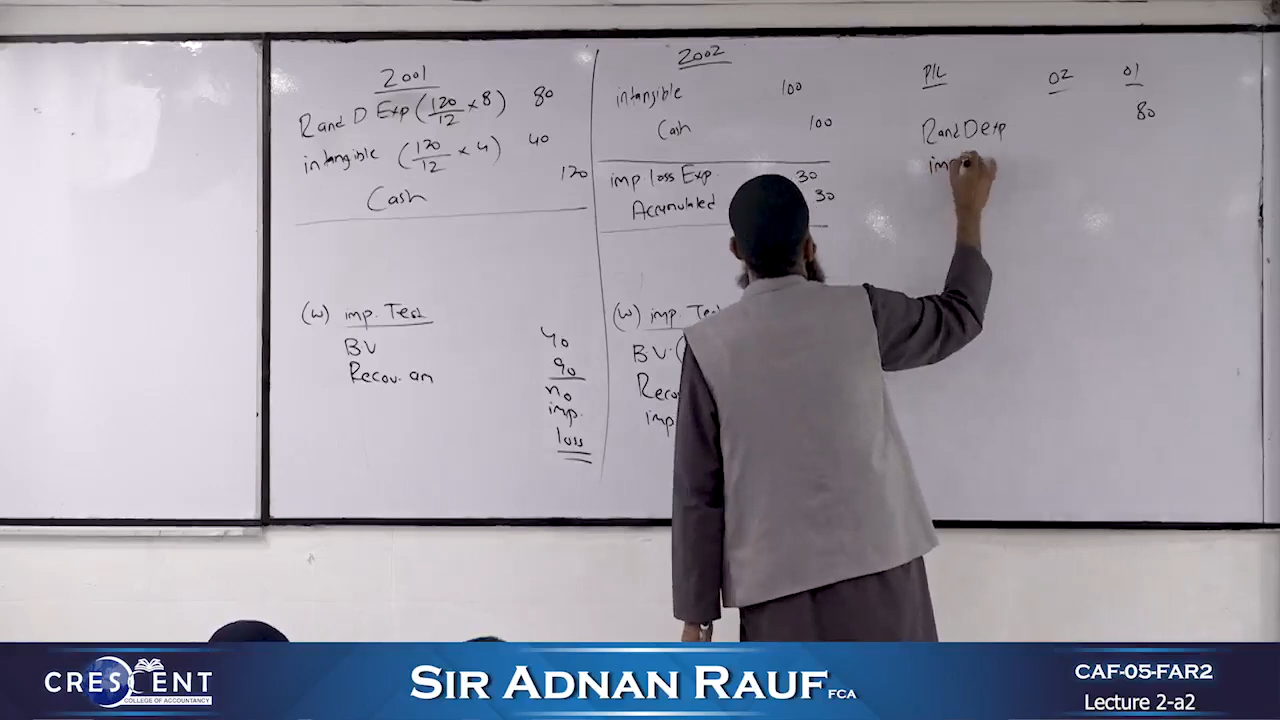 2001
R and D Exp (120/12 x 8) 80
intangible (120/12 x 4) 40
Cash 120
(W) imp. Test
BV 40
Recov. am 90
no
imp.
loss
2002
intangible 100
Cash 100
imp loss Exp. 30
Accumulated 30
(W) imp. Tes
BV. (
Reco
imp
P/L 02 01
R and D exp 80
im
CRESCENT
COLLEGE OF ACCOUNTANCY
SIR ADNAN RAUF FCA
CAF-05-FAR2
Lecture 2-a2